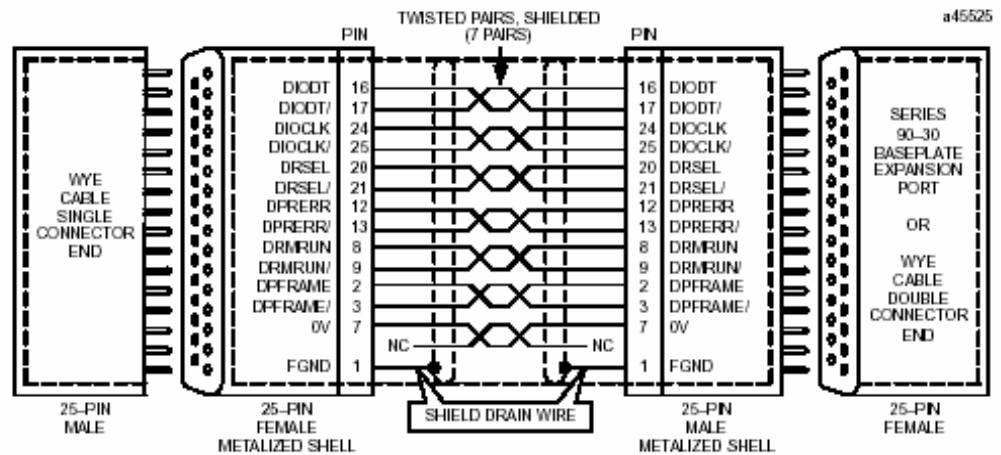 a45525
TWISTED PAIRS, SHIELDED
(7 PAIRS)
PIN
PIN
WYE
CABLE
SINGLE
CONNECTOR
END
DIODT 16
DIODT/ 17
DIOCLK 24
DIOCLK/ 25
DRSEL 20
DRSEL/ 21
DPRERR 12
DPRERR/ 13
DRMRUN 8
DRMRUN/ 9
DPFRAME 2
DPFRAME/ 3
0V 7
NC
FGND 1
16 DIODT
17 DIODT/
24 DIOCLK
25 DIOCLK/
20 DRSEL
21 DRSEL/
12 DPRERR
13 DPRERR/
8 DRMRUN
9 DRMRUN/
2 DPFRAME
3 DPFRAME/
7 0V
NC
1 FGND
SERIES
90–30
BASEPLATE
EXPANSION
PORT
OR
WYE
CABLE
DOUBLE
CONNECTOR
END
SHIELD DRAIN WIRE
25–PIN
MALE
25–PIN
FEMALE
METALIZED SHELL
25–PIN
MALE
METALIZED SHELL
25–PIN
FEMALE